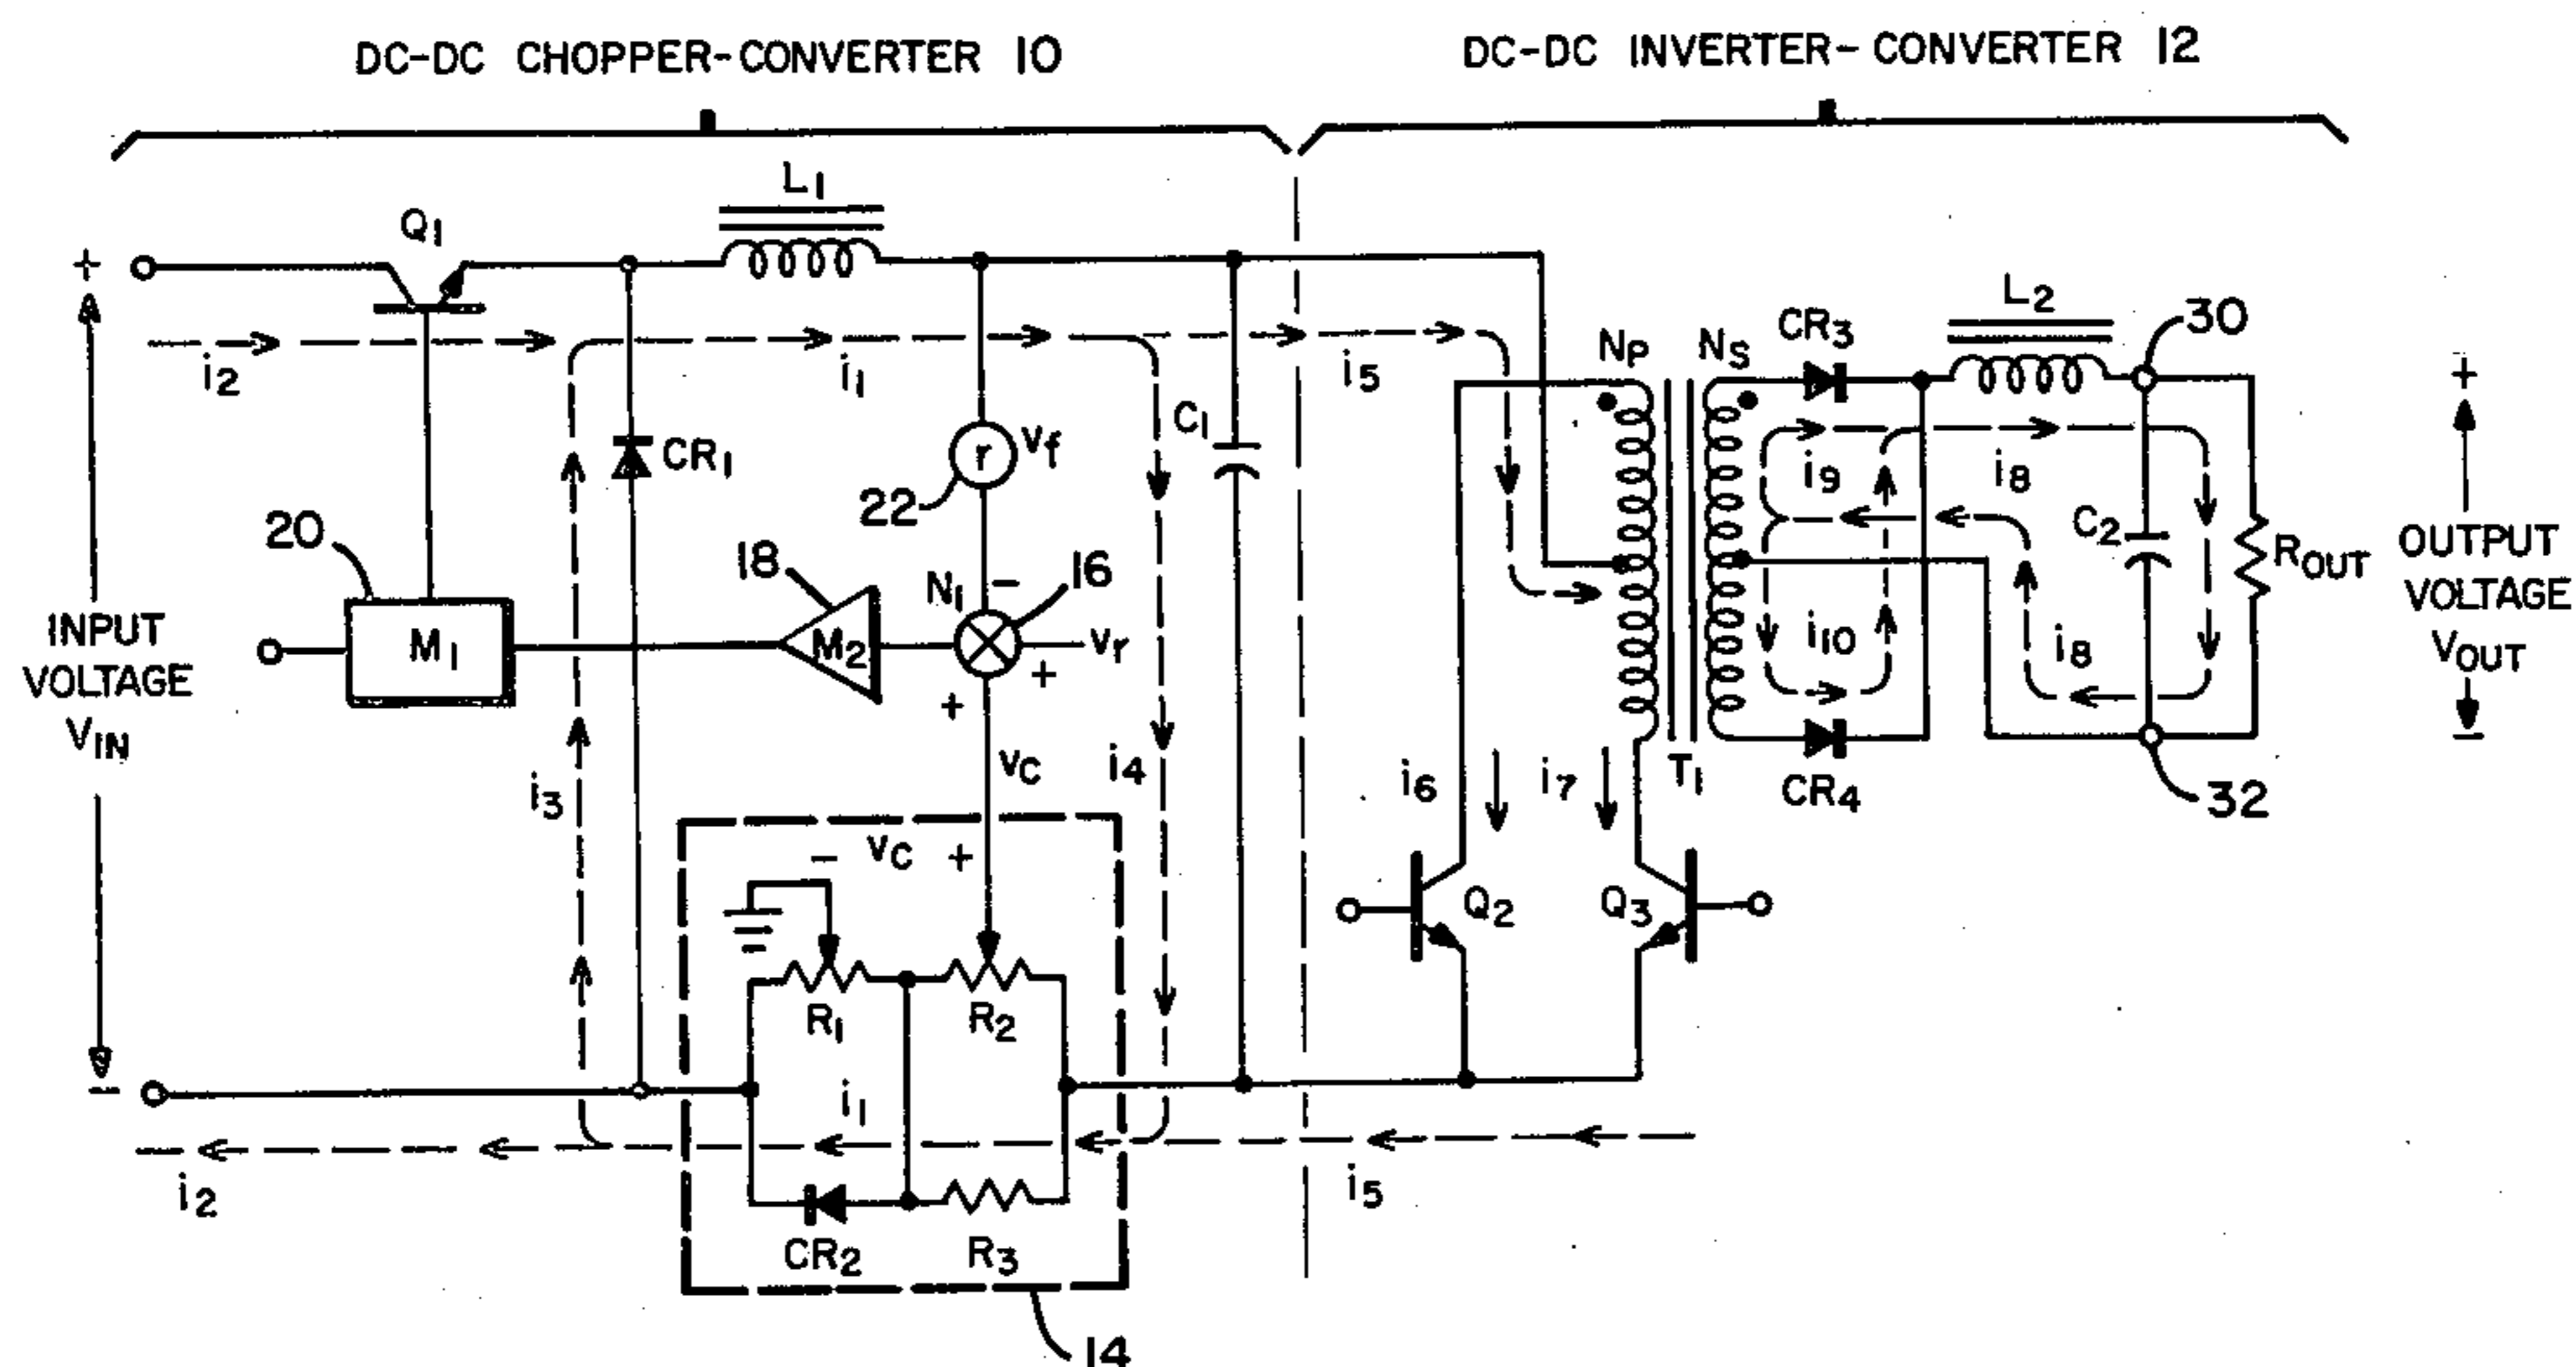 DC-DC CHOPPER-CONVERTER 10
DC-DC INVERTER-CONVERTER 12
L1
Q1
+
i2
i1
i5
CR1
C1
r
vf
22
20
M1
18
M2
N1
-
16
vr
+
+
vC
INPUT
VOLTAGE
VIN
-
i3
i4
vC
-
+
R1
R2
i1
CR2
R3
i2
i5
14
NP
NS
CR3
L2
30
i9
i8
C2
ROUT
i10
i8
T1
CR4
32
i6
i7
Q2
Q3
+
OUTPUT
VOLTAGE
VOUT
-